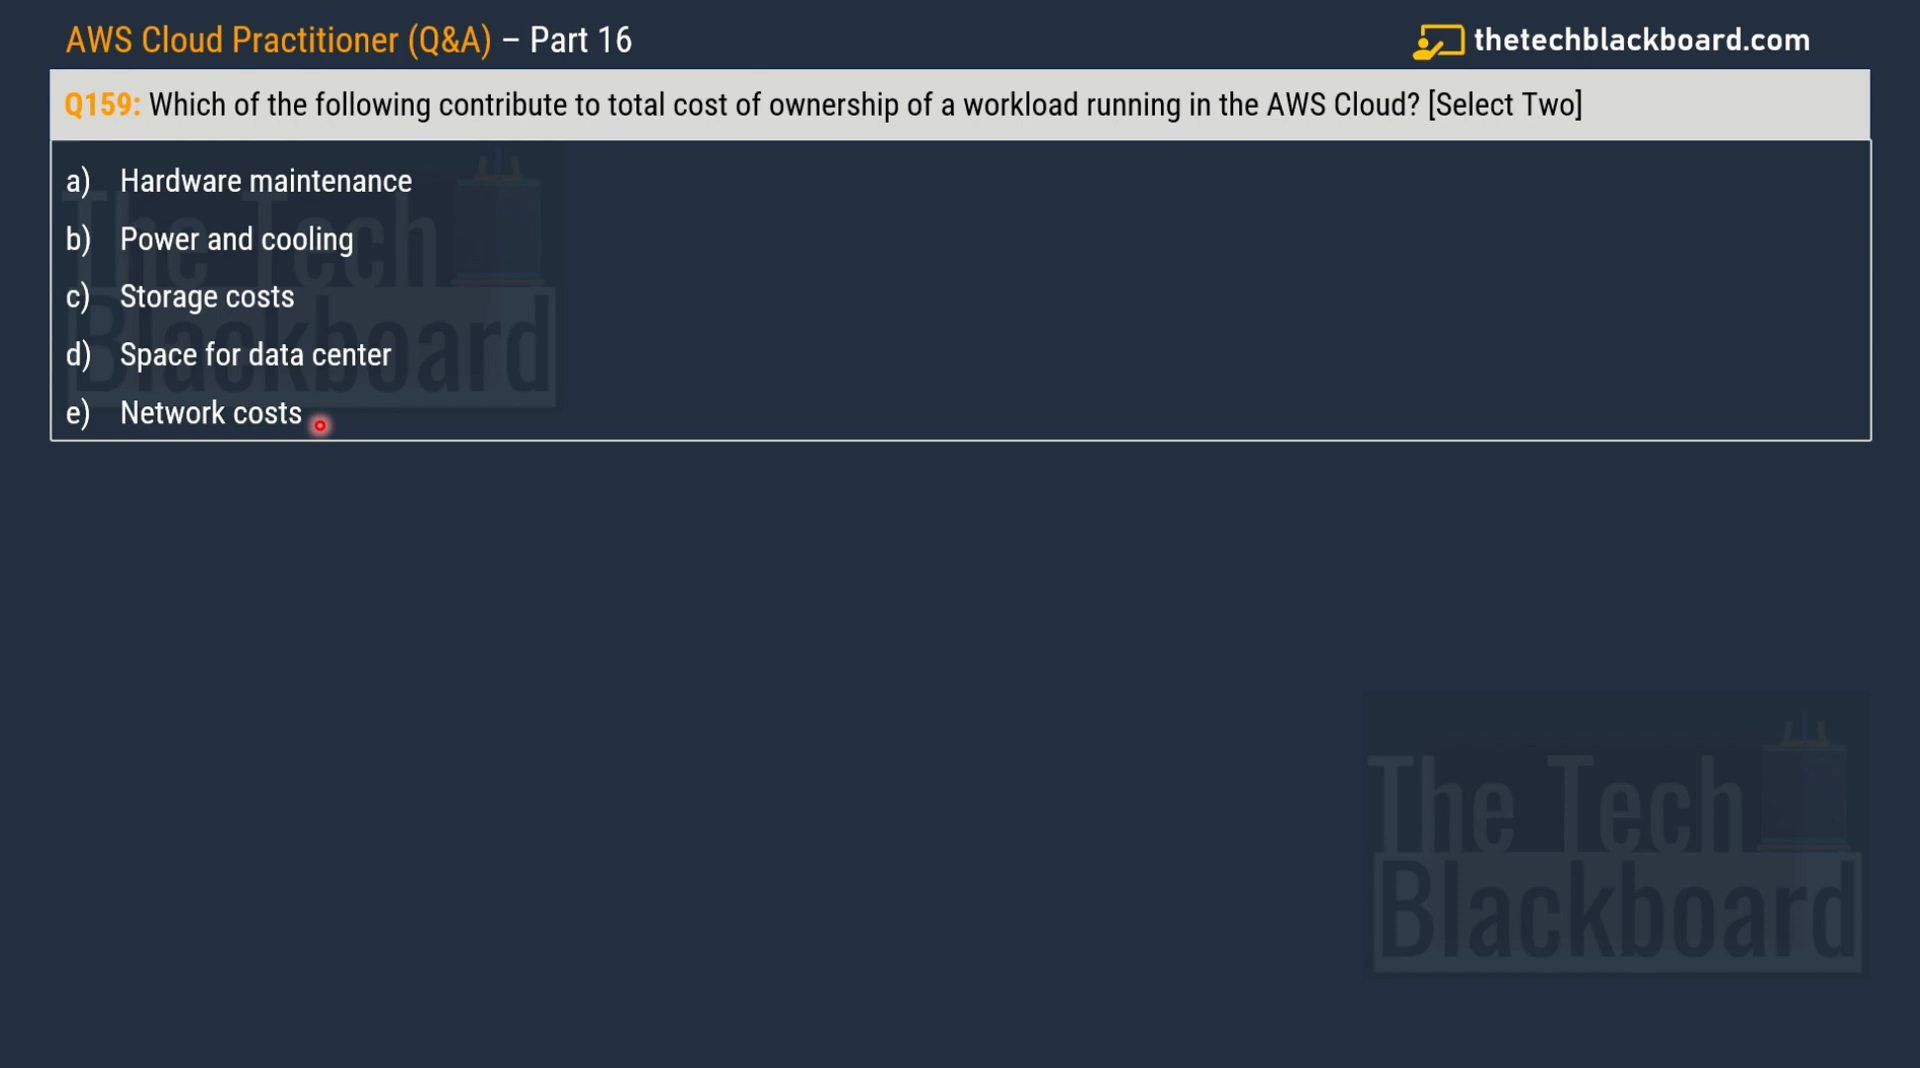 AWS Cloud Practitioner (Q&A) – Part 16
thetechblackboard.com
Q159: Which of the following contribute to total cost of ownership of a workload running in the AWS Cloud? [Select Two]
a) Hardware maintenance
b) Power and cooling
c) Storage costs
d) Space for data center
e) Network costs
The Tech
Blackboard
The Tech
Blackboard